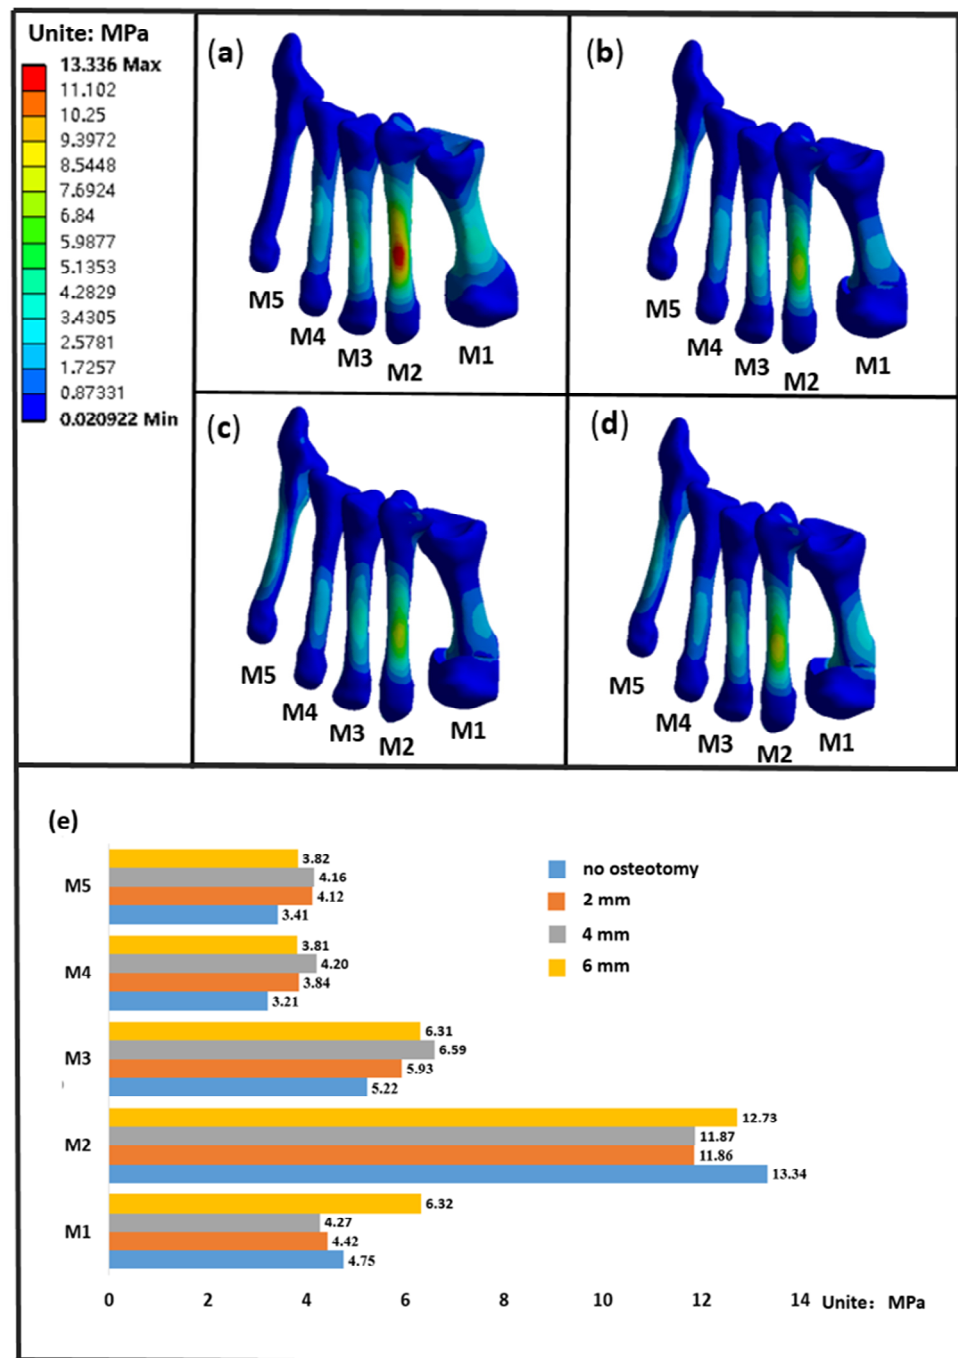 Unite: MPa
13.336 Max
11.102
10.25
9.3972
8.5448
7.6924
6.84
5.9877
5.1353
4.2829
3.4305
2.5781
1.7257
0.87331
0.020922 Min
(a)
M5
M4
M3
M2
M1
(b)
M5
M4
M3
M2
M1
(c)
M5
M4
M3
M2
M1
(d)
M5
M4
M3
M2
M1
(e)
M5
3.82
4.16
4.12
3.41
M4
3.81
4.20
3.84
3.21
M3
6.31
6.59
5.93
5.22
M2
12.73
11.87
11.86
13.34
M1
6.32
4.27
4.42
4.75
no osteotomy
2 mm
4 mm
6 mm
0 2 4 6 8 10 12 14 Unite: MPa